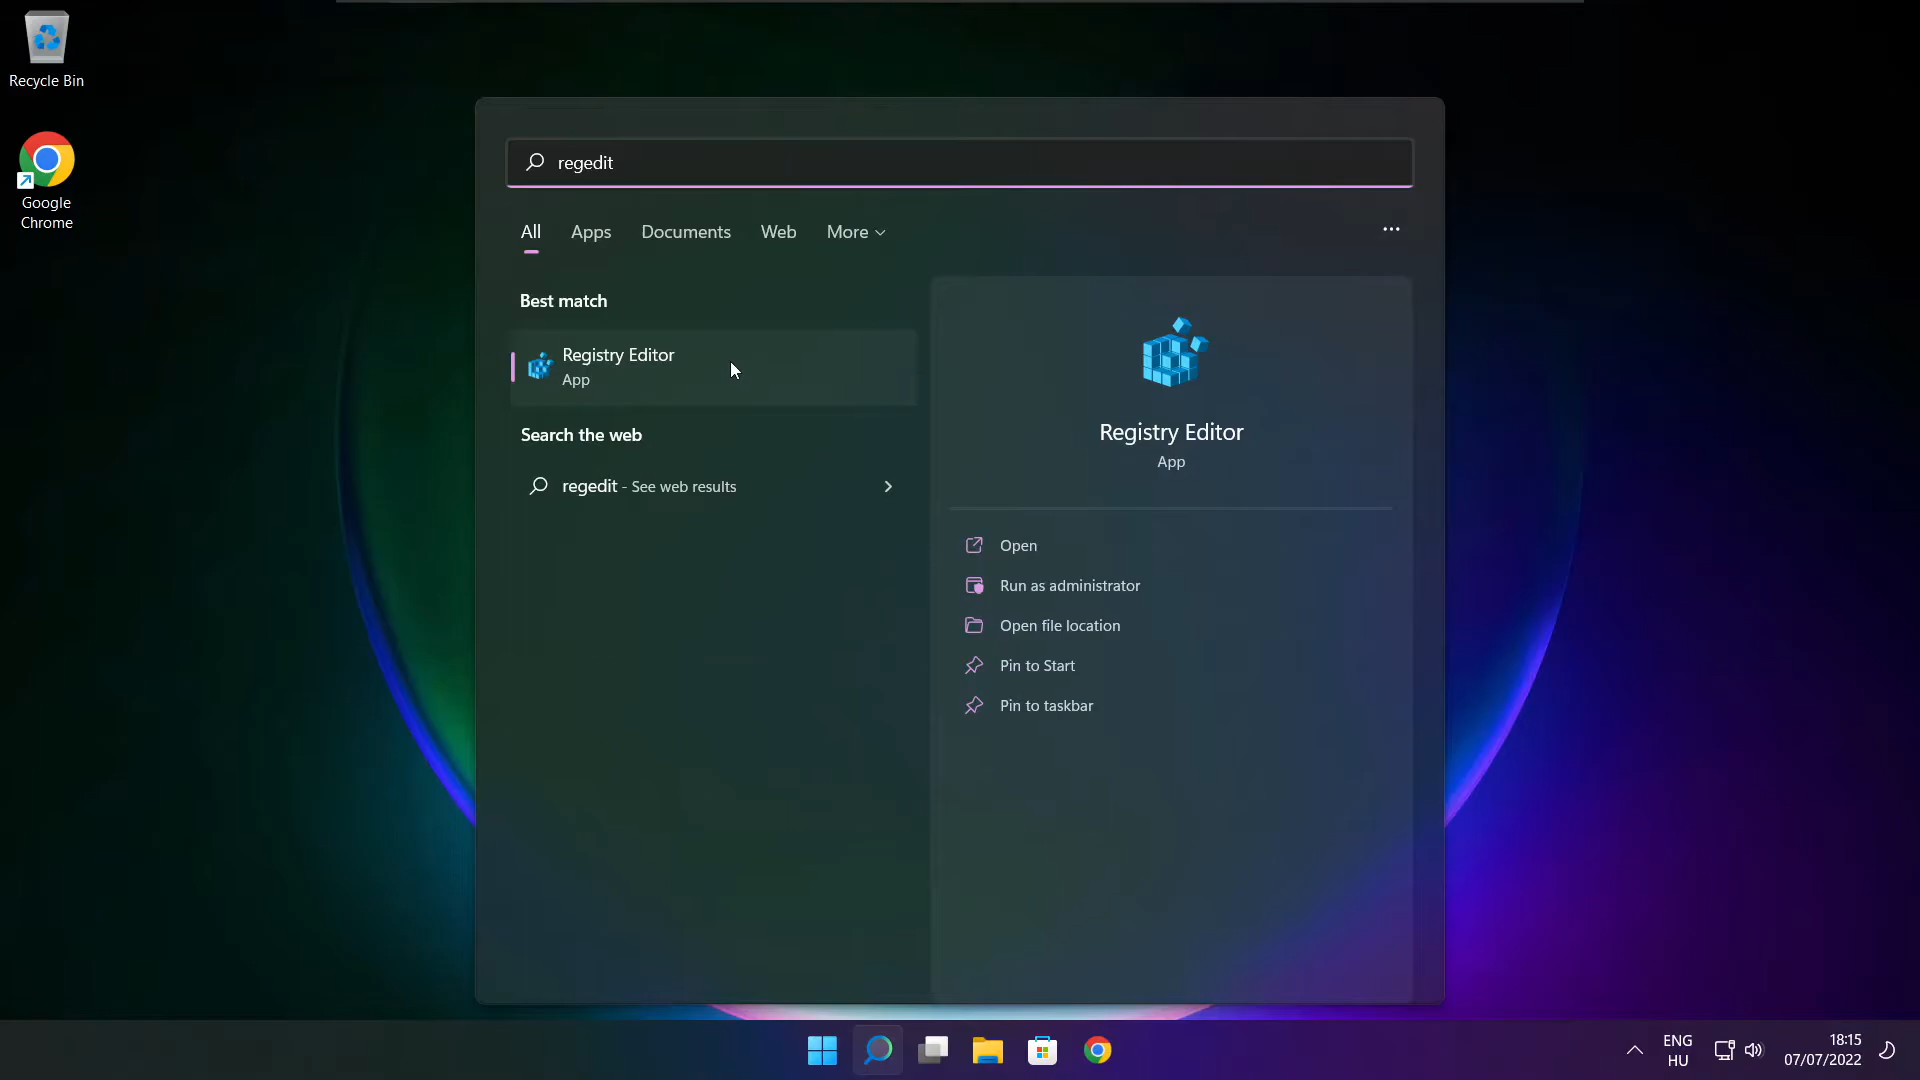 Recycle Bin
Google
Chrome
regedit
All Apps Documents Web More
Best match
Registry Editor
App
Search the web
regedit - See web results
Registry Editor
App
Open
Run as administrator
Open file location
Pin to Start
Pin to taskbar
ENG
HU
18:15
07/07/2022